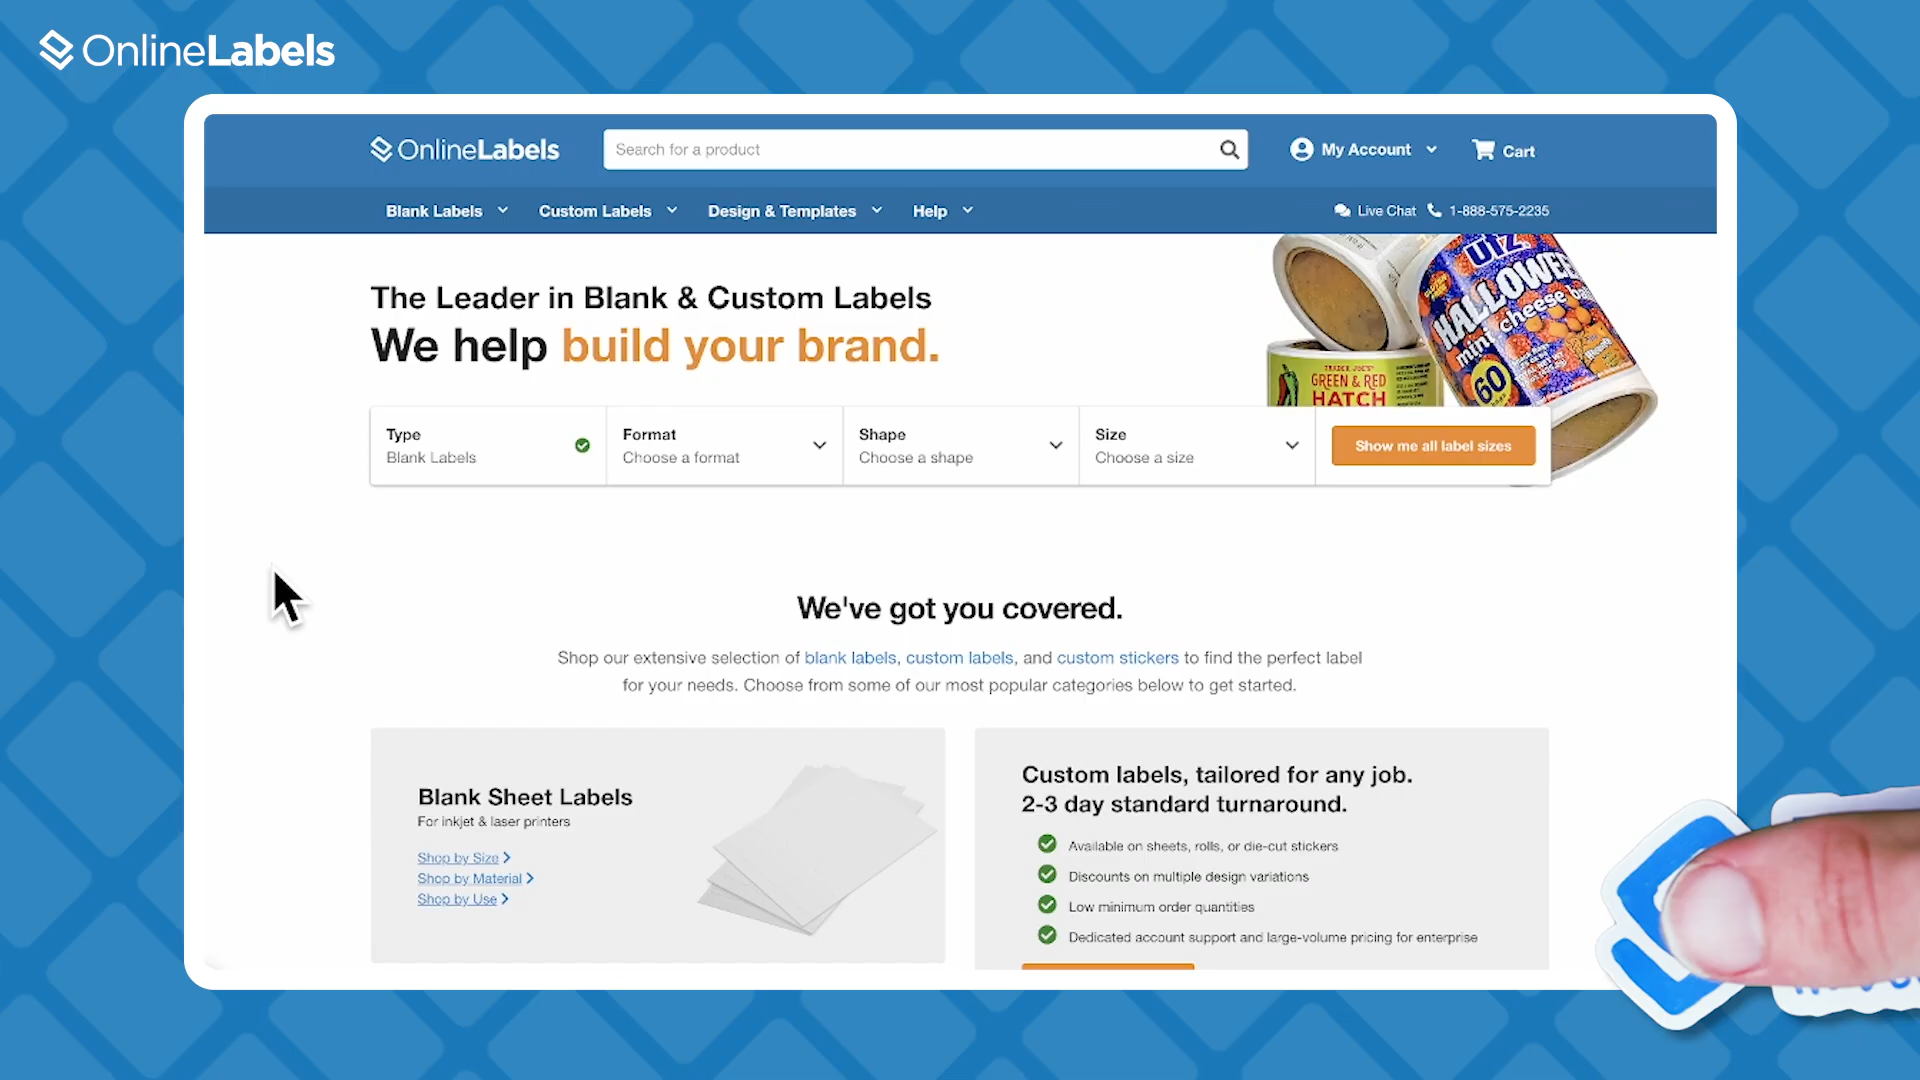 OnlineLabels
OnlineLabels
Search for a product
My Account
Cart
Blank Labels
Custom Labels
Design & Templates
Help
Live Chat
1-888-575-2235
The Leader in Blank & Custom Labels
We help build your brand.
UTZ
HALLOWEEN
mini cheese balls
60
TRADER JOE'S
GREEN & RED
HATCH
Type
Blank Labels
Format
Choose a format
Shape
Choose a shape
Size
Choose a size
Show me all label sizes
We've got you covered.
Shop our extensive selection of blank labels, custom labels, and custom stickers to find the perfect label
for your needs. Choose from some of our most popular categories below to get started.
Blank Sheet Labels
For inkjet & laser printers
Shop by Size
Shop by Material
Shop by Use
Custom labels, tailored for any job.
2-3 day standard turnaround.
Available on sheets, rolls, or die-cut stickers
Discounts on multiple design variations
Low minimum order quantities
Dedicated account support and large-volume pricing for enterprise